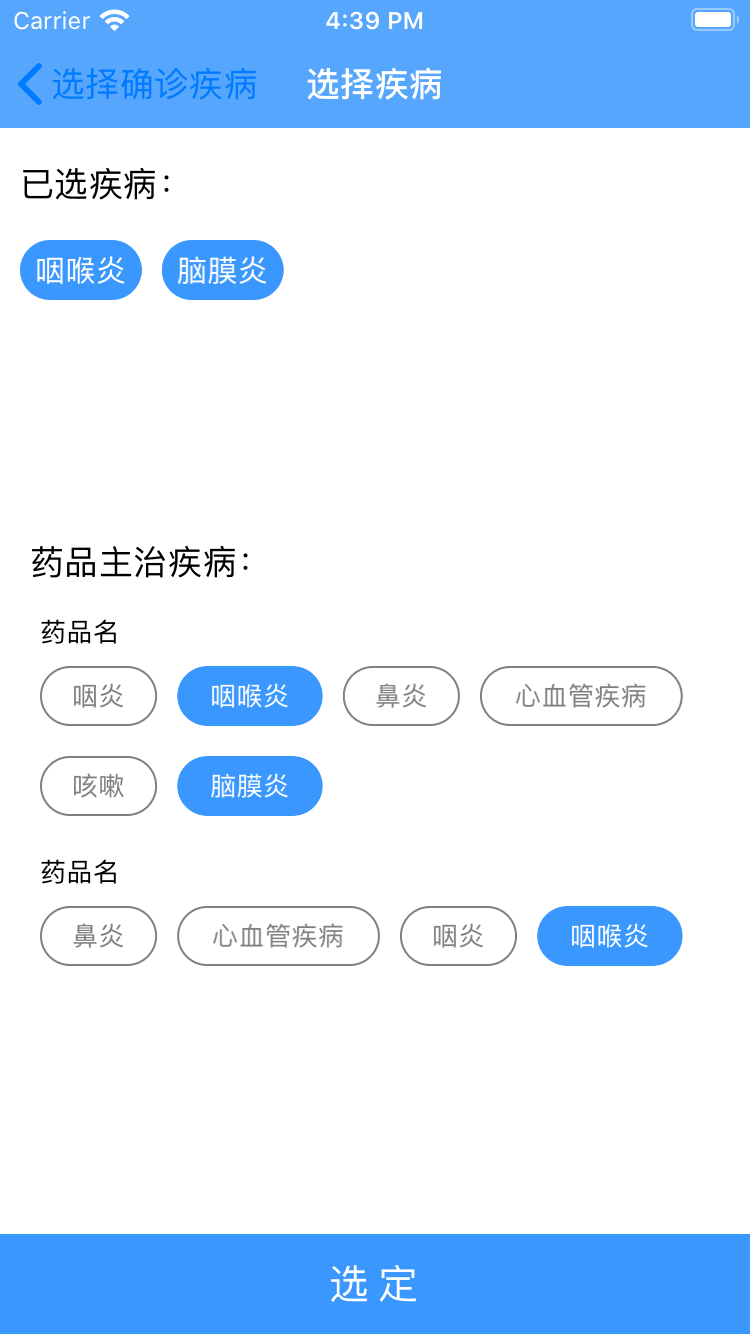 Carrier 4:39 PM
选择确诊疾病 选择疾病
已选疾病：
咽喉炎 脑膜炎
药品主治疾病：
药品名
咽炎 咽喉炎 鼻炎 心血管疾病
咳嗽 脑膜炎
药品名
鼻炎 心血管疾病 咽炎 咽喉炎
选 定